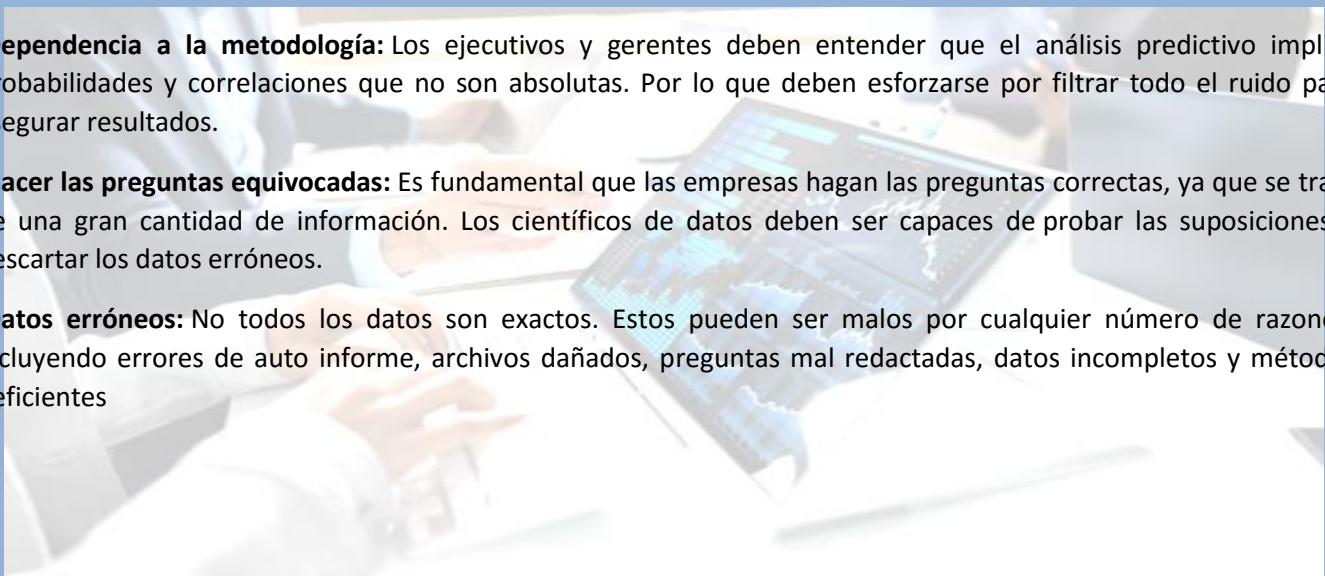 ependencia a la metodología: Los ejecutivos y gerentes deben entender que el análisis predictivo impli
robabilidades y correlaciones que no son absolutas. Por lo que deben esforzarse por filtrar todo el ruido pa
segurar resultados.
acer las preguntas equivocadas: Es fundamental que las empresas hagan las preguntas correctas, ya que se tra
e una gran cantidad de información. Los científicos de datos deben ser capaces de probar las suposiciones
escartar los datos erróneos.
atos erróneos: No todos los datos son exactos. Estos pueden ser malos por cualquier número de razone
cluyendo errores de auto informe, archivos dañados, preguntas mal redactadas, datos incompletos y métod
eficientes